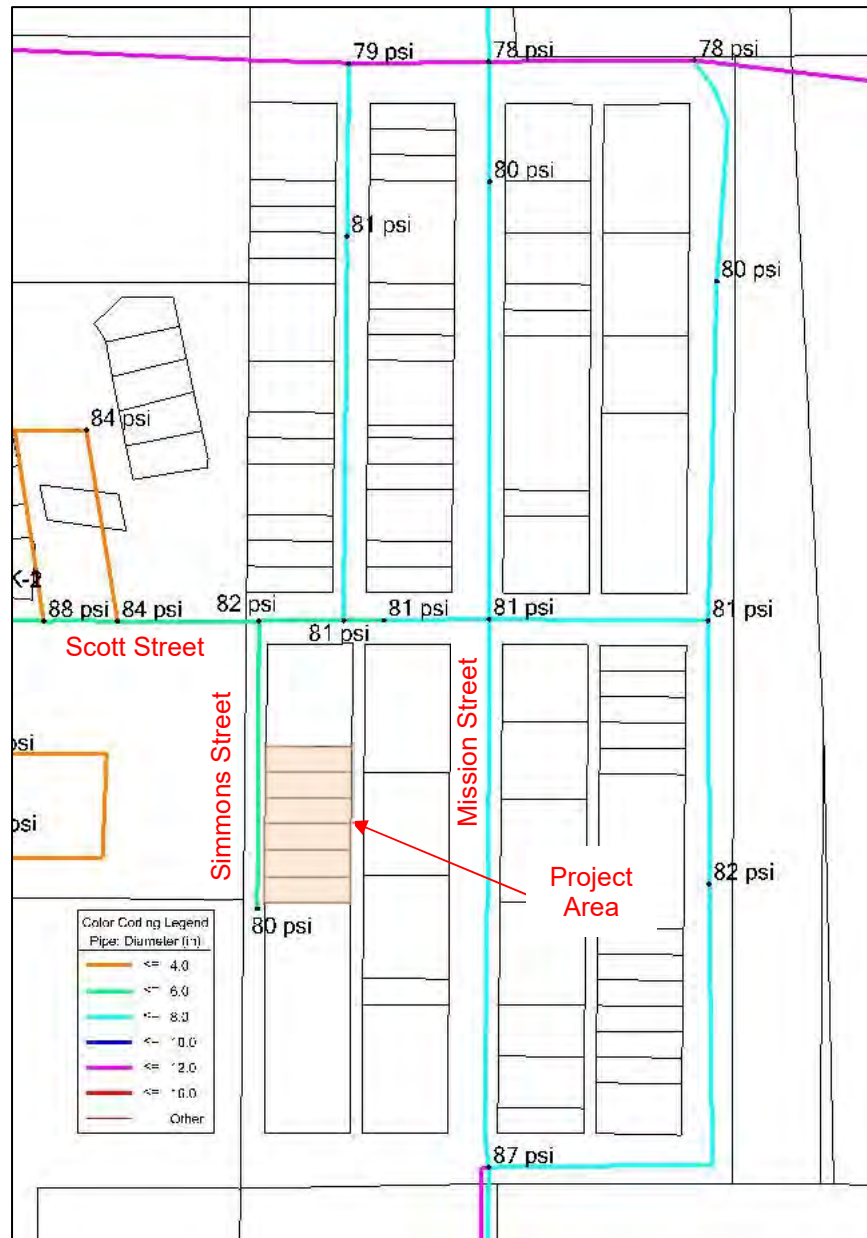 79 psi
78 psi
78 psi
80 psi
81 psi
80 psi
84 psi
88 psi
84 psi
82 psi
81 psi
81 psi
81 psi
81 psi
Scott Street
Simmons Street
Mission Street
psi
psi
Project
Area
82 psi
80 psi
Color Coding Legend
Pipe: Diameter (in)
<= 4.0
<= 6.0
<= 8.0
<= 10.0
<= 12.0
<= 16.0
Other
87 psi